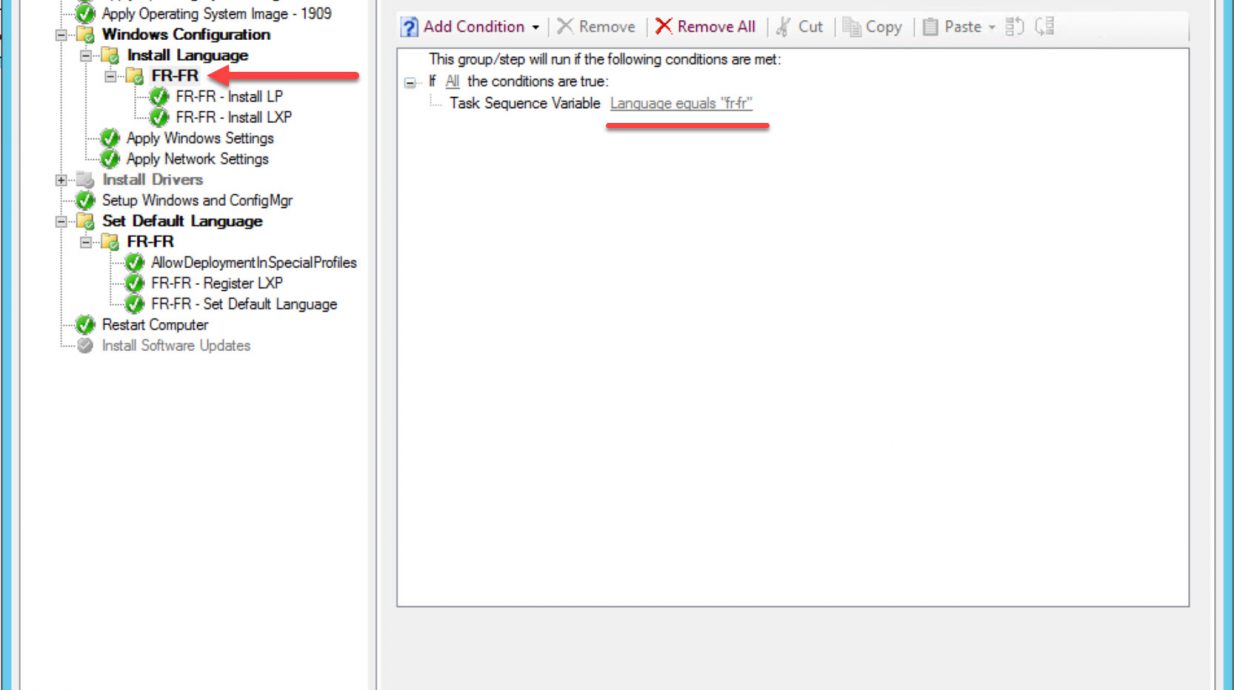 Apply Operating System Image - 1909
Windows Configuration
Install Language
FR-FR
FR-FR - Install LP
FR-FR - Install LXP
Apply Windows Settings
Apply Network Settings
Install Drivers
Setup Windows and ConfigMgr
Set Default Language
FR-FR
AllowDeploymentInSpecialProfiles
FR-FR - Register LXP
FR-FR - Set Default Language
Restart Computer
Install Software Updates
Add Condition Remove Remove All Cut Copy Paste
This group/step will run if the following conditions are met:
If All the conditions are true:
Task Sequence Variable Language equals "fr-fr"